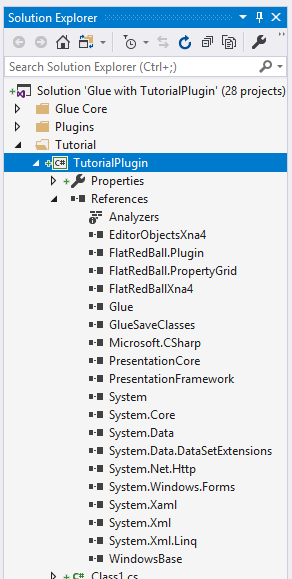 Solution Explorer
Search Solution Explorer (Ctrl+;)
Solution 'Glue with TutorialPlugin' (28 projects)
Glue Core
Plugins
Tutorial
C# TutorialPlugin
Properties
References
Analyzers
EditorObjectsXna4
FlatRedBall.Plugin
FlatRedBall.PropertyGrid
FlatRedBallXna4
Glue
GlueSaveClasses
Microsoft.CSharp
PresentationCore
PresentationFramework
System
System.Core
System.Data
System.Data.DataSetExtensions
System.Net.Http
System.Windows.Forms
System.Xaml
System.Xml
System.Xml.Linq
WindowsBase
C# Class1.cs